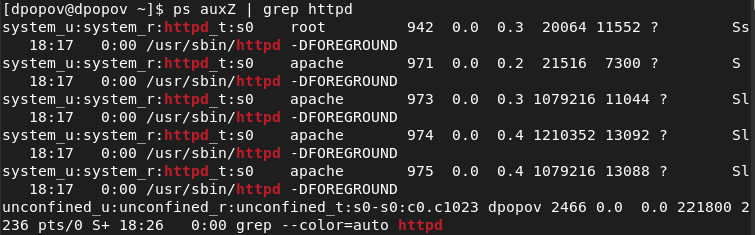 [dpopov@dpopov ~]$ ps auxZ | grep httpd
system_u:system_r:httpd_t:s0    root         942  0.0  0.3  20064 11552 ?        Ss
   18:17   0:00 /usr/sbin/httpd -DFOREGROUND
system_u:system_r:httpd_t:s0    apache       971  0.0  0.2  21516  7300 ?        S
   18:17   0:00 /usr/sbin/httpd -DFOREGROUND
system_u:system_r:httpd_t:s0    apache       973  0.0  0.3 1079216 11044 ?       Sl
   18:17   0:00 /usr/sbin/httpd -DFOREGROUND
system_u:system_r:httpd_t:s0    apache       974  0.0  0.4 1210352 13092 ?       Sl
   18:17   0:00 /usr/sbin/httpd -DFOREGROUND
system_u:system_r:httpd_t:s0    apache       975  0.0  0.4 1079216 13088 ?       Sl
   18:17   0:00 /usr/sbin/httpd -DFOREGROUND
unconfined_u:unconfined_r:unconfined_t:s0-s0:c0.c1023 dpopov 2466 0.0  0.0 221800 2
236 pts/0 S+ 18:26   0:00 grep --color=auto httpd